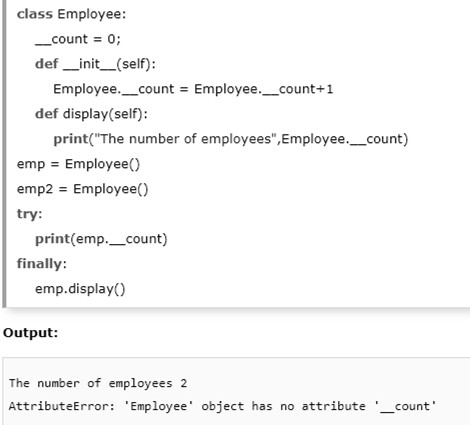 class Employee:
__count = 0;
def __init__(self):
Employee.__count = Employee.__count+1
def display(self):
print("The number of employees",Employee.__count)
emp = Employee()
emp2 = Employee()
try:
print(emp.__count)
finally:
emp.display()
Output:
The number of employees 2
AttributeError: 'Employee' object has no attribute '__count'